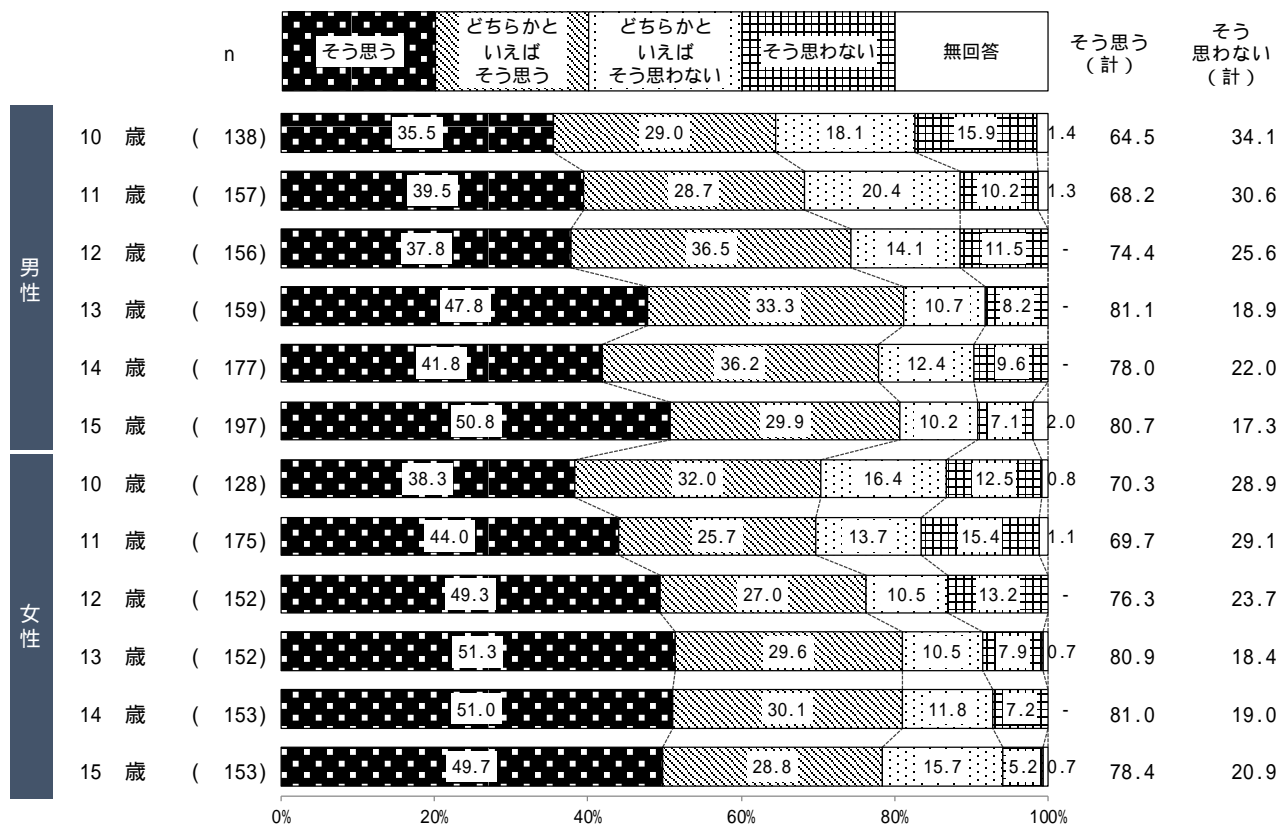 n
そう思う
どちらかと
いえば
そう思う
どちらかと
いえば
そう思わない
そう思わない
無回答
そう思う
(計)
そう
思わない
(計)
男性
10 歳 ( 138) 35.5 29.0 18.1 15.9 1.4 64.5 34.1
11 歳 ( 157) 39.5 28.7 20.4 10.2 1.3 68.2 30.6
12 歳 ( 156) 37.8 36.5 14.1 11.5 - 74.4 25.6
13 歳 ( 159) 47.8 33.3 10.7 8.2 - 81.1 18.9
14 歳 ( 177) 41.8 36.2 12.4 9.6 - 78.0 22.0
15 歳 ( 197) 50.8 29.9 10.2 7.1 2.0 80.7 17.3
女性
10 歳 ( 128) 38.3 32.0 16.4 12.5 0.8 70.3 28.9
11 歳 ( 175) 44.0 25.7 13.7 15.4 1.1 69.7 29.1
12 歳 ( 152) 49.3 27.0 10.5 13.2 - 76.3 23.7
13 歳 ( 152) 51.3 29.6 10.5 7.9 0.7 80.9 18.4
14 歳 ( 153) 51.0 30.1 11.8 7.2 - 81.0 19.0
15 歳 ( 153) 49.7 28.8 15.7 5.2 0.7 78.4 20.9
0% 20% 40% 60% 80% 100%